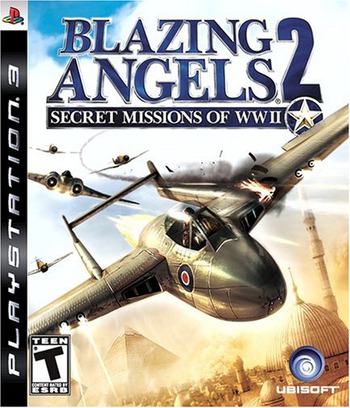 PLAYSTATION 3
BLAZING
ANGELS 2
SECRET MISSIONS OF WWII
TEEN
T
CONTENT RATED BY
ESRB
UBISOFT